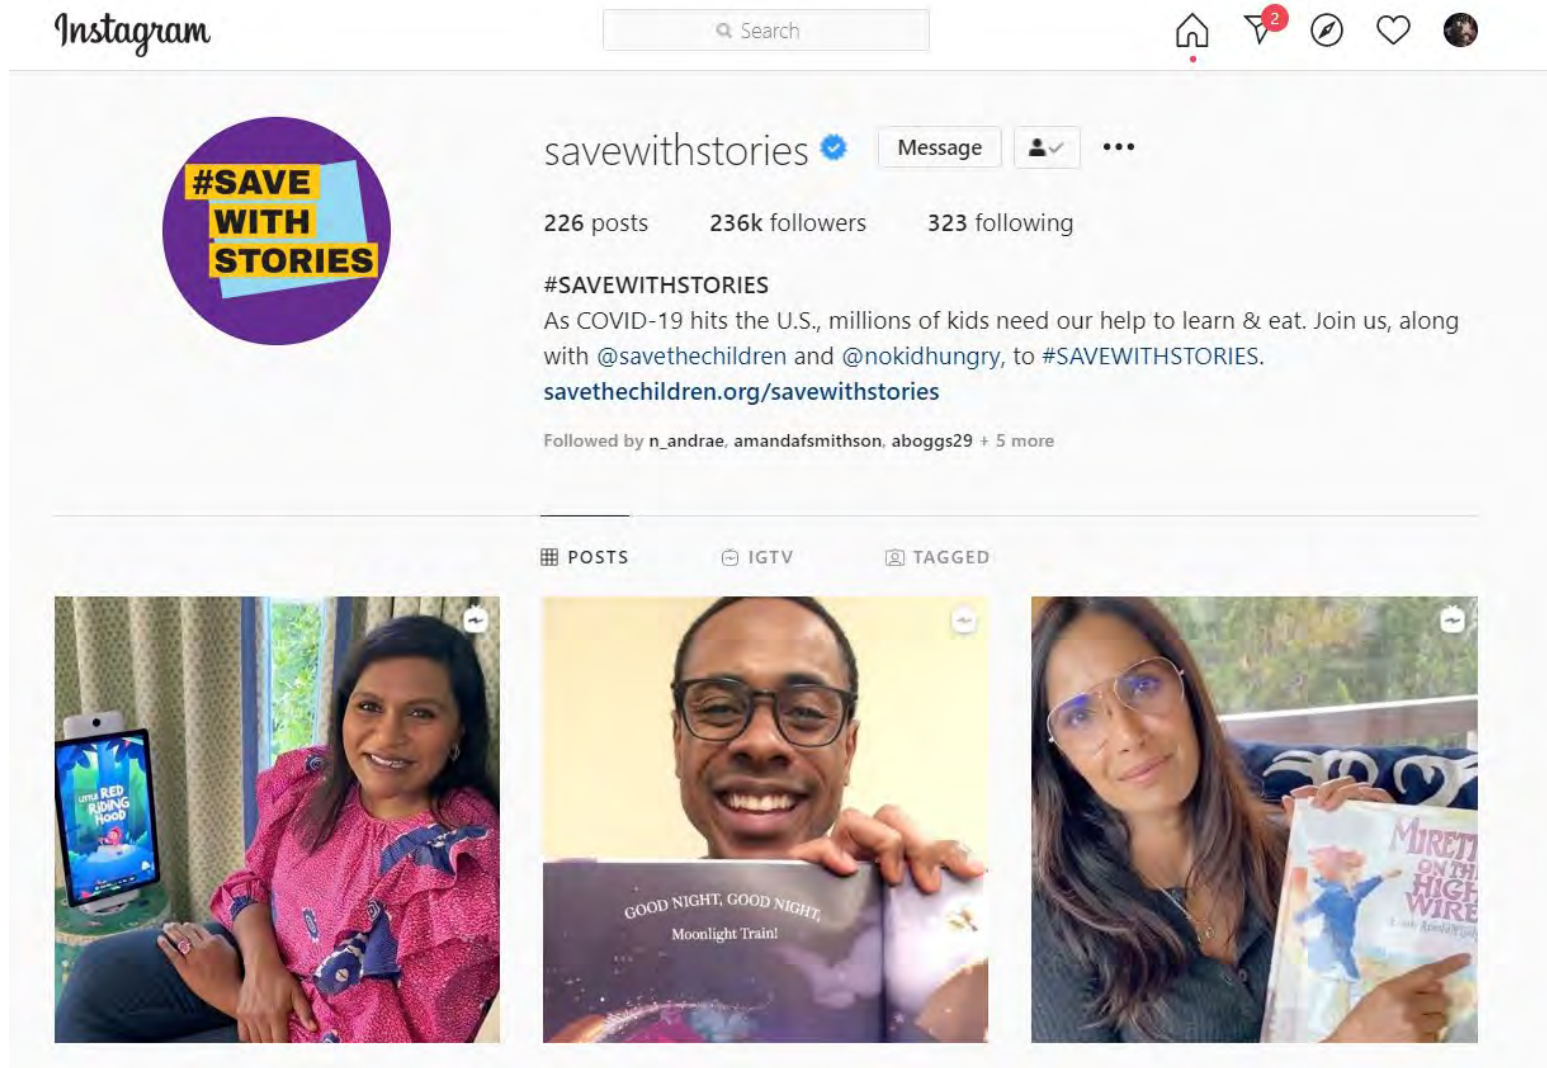 Instagram
Search
2
#SAVE
WITH
STORIES
savewithstories
Message
226 posts 236k followers 323 following
#SAVEWITHSTORIES
As COVID-19 hits the U.S., millions of kids need our help to learn & eat. Join us, along
with @savethechildren and @nokidhungry, to #SAVEWITHSTORIES.
savethechildren.org/savewithstories
Followed by n_andrae, amandafsmithson, aboggs29 + 5 more
POSTS IGTV TAGGED
LITTLE RED
RIDING
HOOD
GOOD NIGHT, GOOD NIGHT,
Moonlight Train!
MIRETT
ON TH
HIGH
WIRE